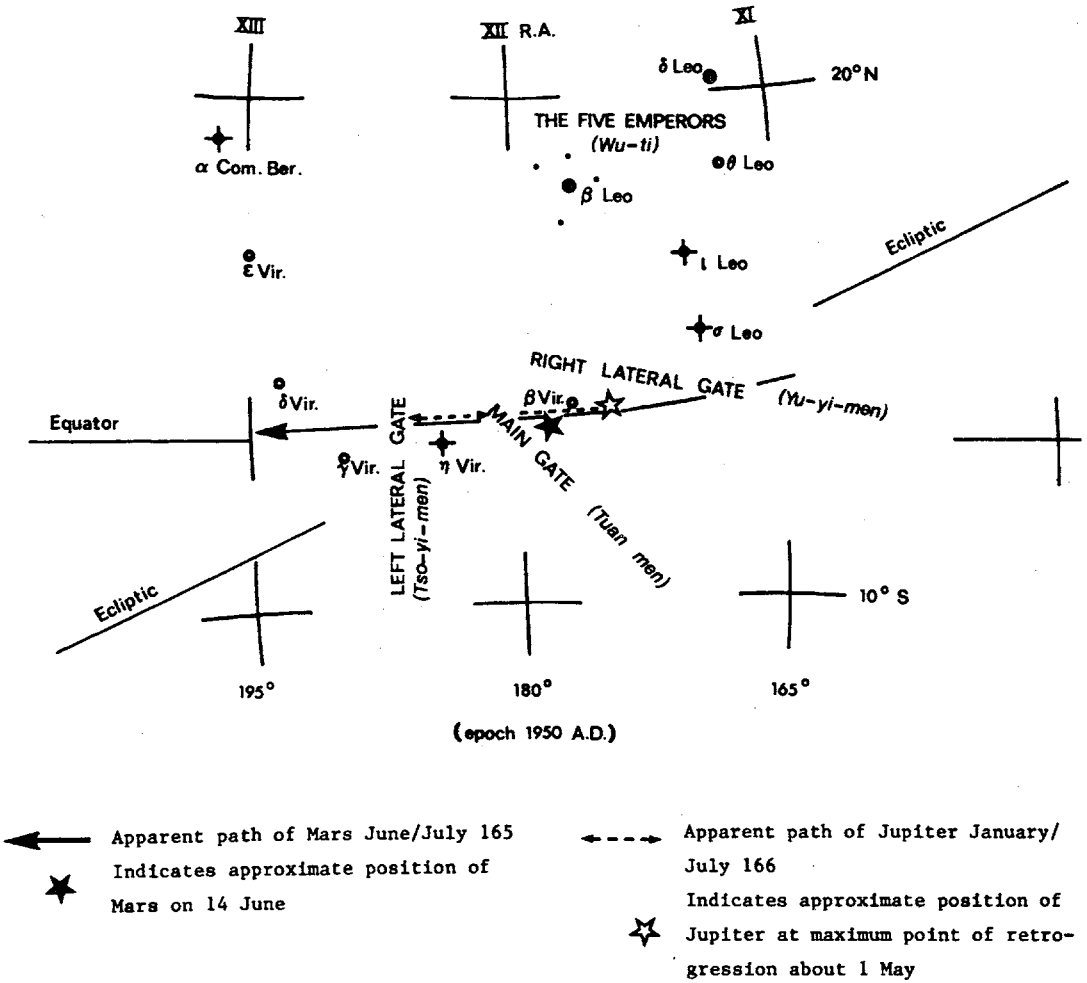 XIII
XII R.A.
XI
δ Leo
20° N
THE FIVE EMPERORS
(Wu-ti)
α Com. Ber.
θ Leo
β Leo
Ecliptic
ε Vir.
ι Leo
σ Leo
RIGHT LATERAL GATE
(Yu-yi-men)
δ Vir.
β Vir.
Equator
MAIN GATE
(Tuan men)
γ Vir.
η Vir.
LEFT LATERAL GATE
(Tso-yi-men)
Ecliptic
10° S
195°
180°
165°
(epoch 1950 A.D.)
Apparent path of Mars June/July 165
Indicates approximate position of
Mars on 14 June
Apparent path of Jupiter January/
July 166
Indicates approximate position of
Jupiter at maximum point of retro-
gression about 1 May